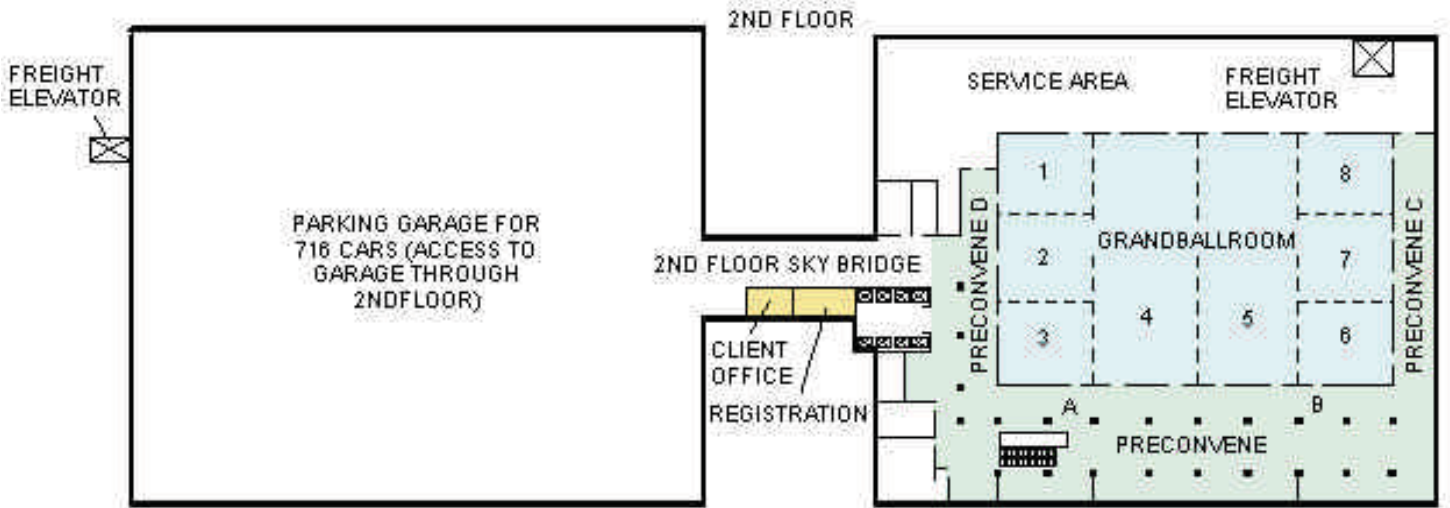 2ND FLOOR
FREIGHT
ELEVATOR
SERVICE AREA
FREIGHT
ELEVATOR
PARKING GARAGE FOR
716 CARS (ACCESS TO
GARAGE THROUGH
2NDFLOOR)
2ND FLOOR SKY BRIDGE
CLIENT
OFFICE
REGISTRATION
PRECONVENE D
1
2
3
GRANDBALLROOM
4
5
8
7
6
PRECONVENE C
A
B
PRECONVENE